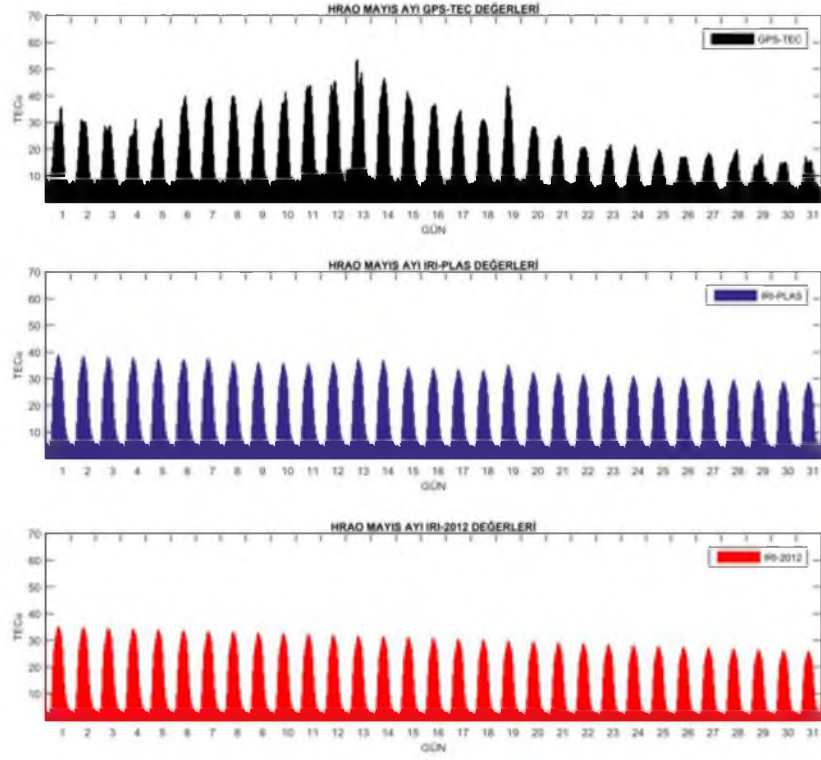 HRAO MAYIS AYI GPS-TEC DEĞERLERİ
70
60
50
40
30
20
10
TECu
GPS-TEC
1 2 3 4 5 6 7 8 9 10 11 12 13 14 15 16 17 18 19 20 21 22 23 24 25 26 27 28 29 30 31
GÜN
HRAO MAYIS AYI IRI-PLAS DEĞERLERİ
70
60
50
40
30
20
10
TECu
IRI-PLAS
1 2 3 4 5 6 7 8 9 10 11 12 13 14 15 16 17 18 19 20 21 22 23 24 25 26 27 28 29 30 31
GÜN
HRAO MAYIS AYI IRI-2012 DEĞERLERİ
70
60
50
40
30
20
10
TECu
IRI-2012
1 2 3 4 5 6 7 8 9 10 11 12 13 14 15 16 17 18 19 20 21 22 23 24 25 26 27 28 29 30 31
GÜN